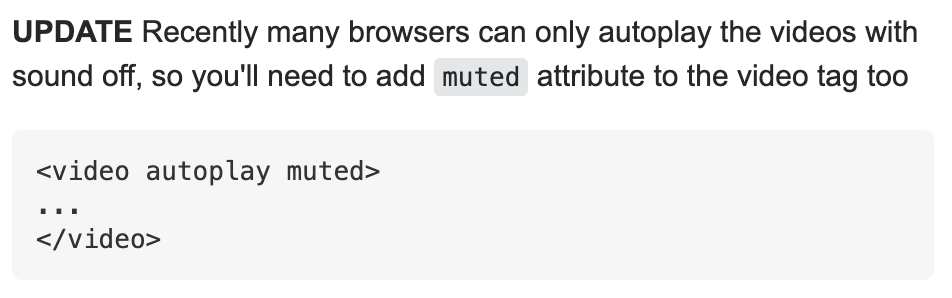 UPDATE Recently many browsers can only autoplay the videos with
sound off, so you'll need to add muted attribute to the video tag too
<video autoplay muted>
...
</video>